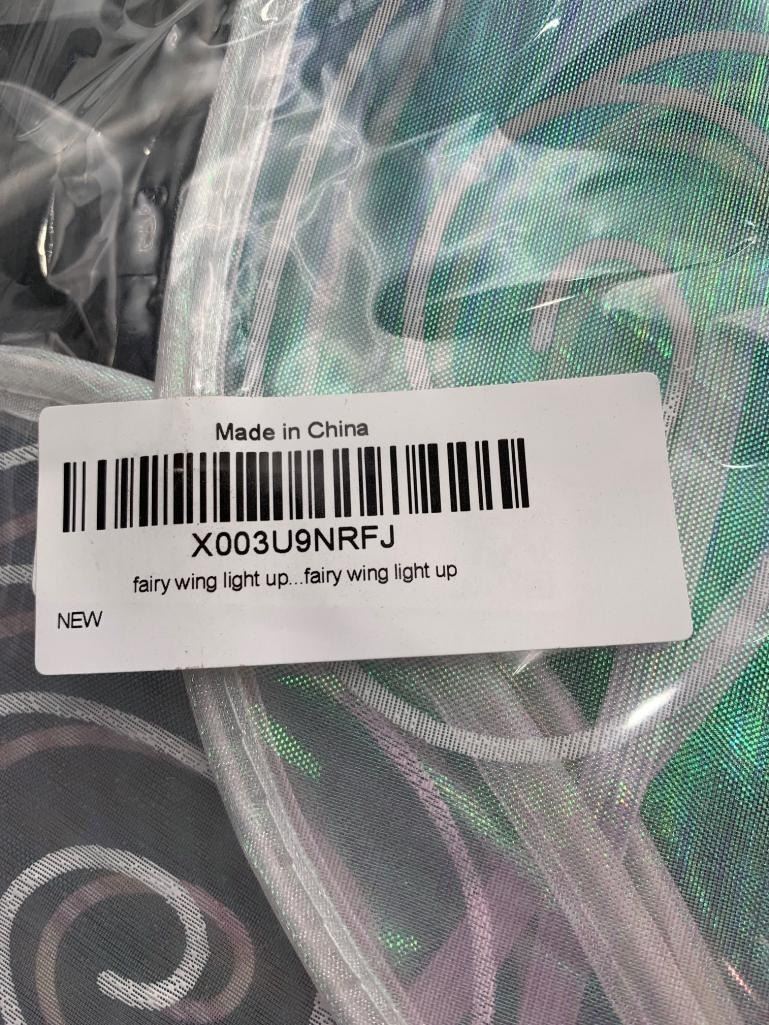 Made in China
X003U9NRFJ
fairy wing light up...fairy wing light up
NEW